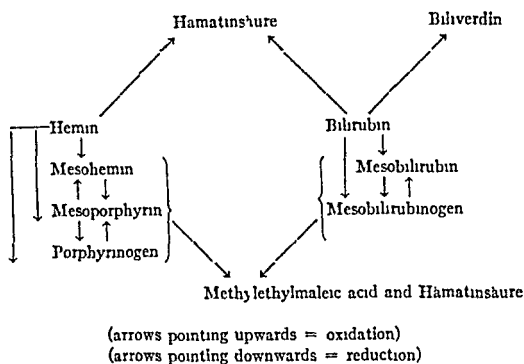 Biliverdin
Hamatinsäure
Hemin
Bilirubin
Mesohemin
Mesobilirubin
Mesoporphyrin
Mesobilirubinogen
Porphyrinogen
Methylethylmaleic acid and Hämatinsäure
(arrows pointing upwards = oxidation)
(arrows pointing downwards = reduction)